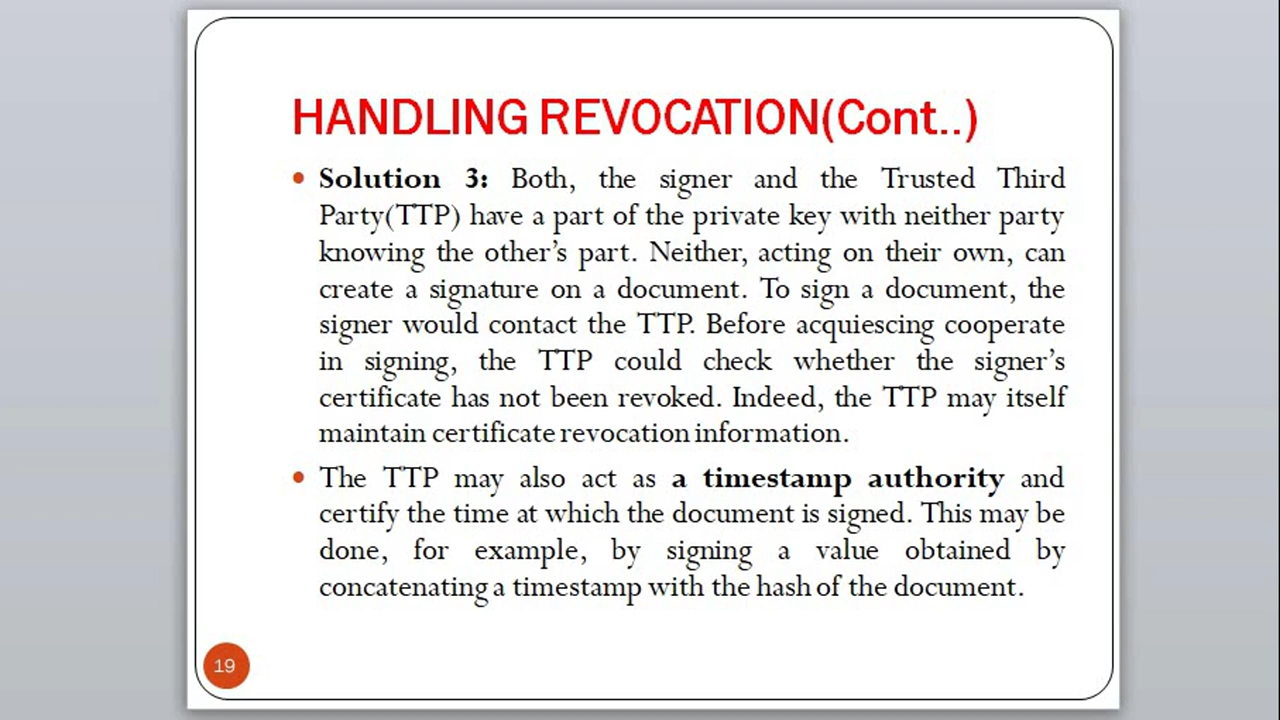 HANDLING REVOCATION(Cont..)
• Solution 3: Both, the signer and the Trusted Third
Party(TTP) have a part of the private key with neither party
knowing the other's part. Neither, acting on their own, can
create a signature on a document. To sign a document, the
signer would contact the TTP. Before acquiescing cooperate
in signing, the TTP could check whether the signer's
certificate has not been revoked. Indeed, the TTP may itself
maintain certificate revocation information.
• The TTP may also act as a timestamp authority and
certify the time at which the document is signed. This may be
done, for example, by signing a value obtained by
concatenating a timestamp with the hash of the document.
19